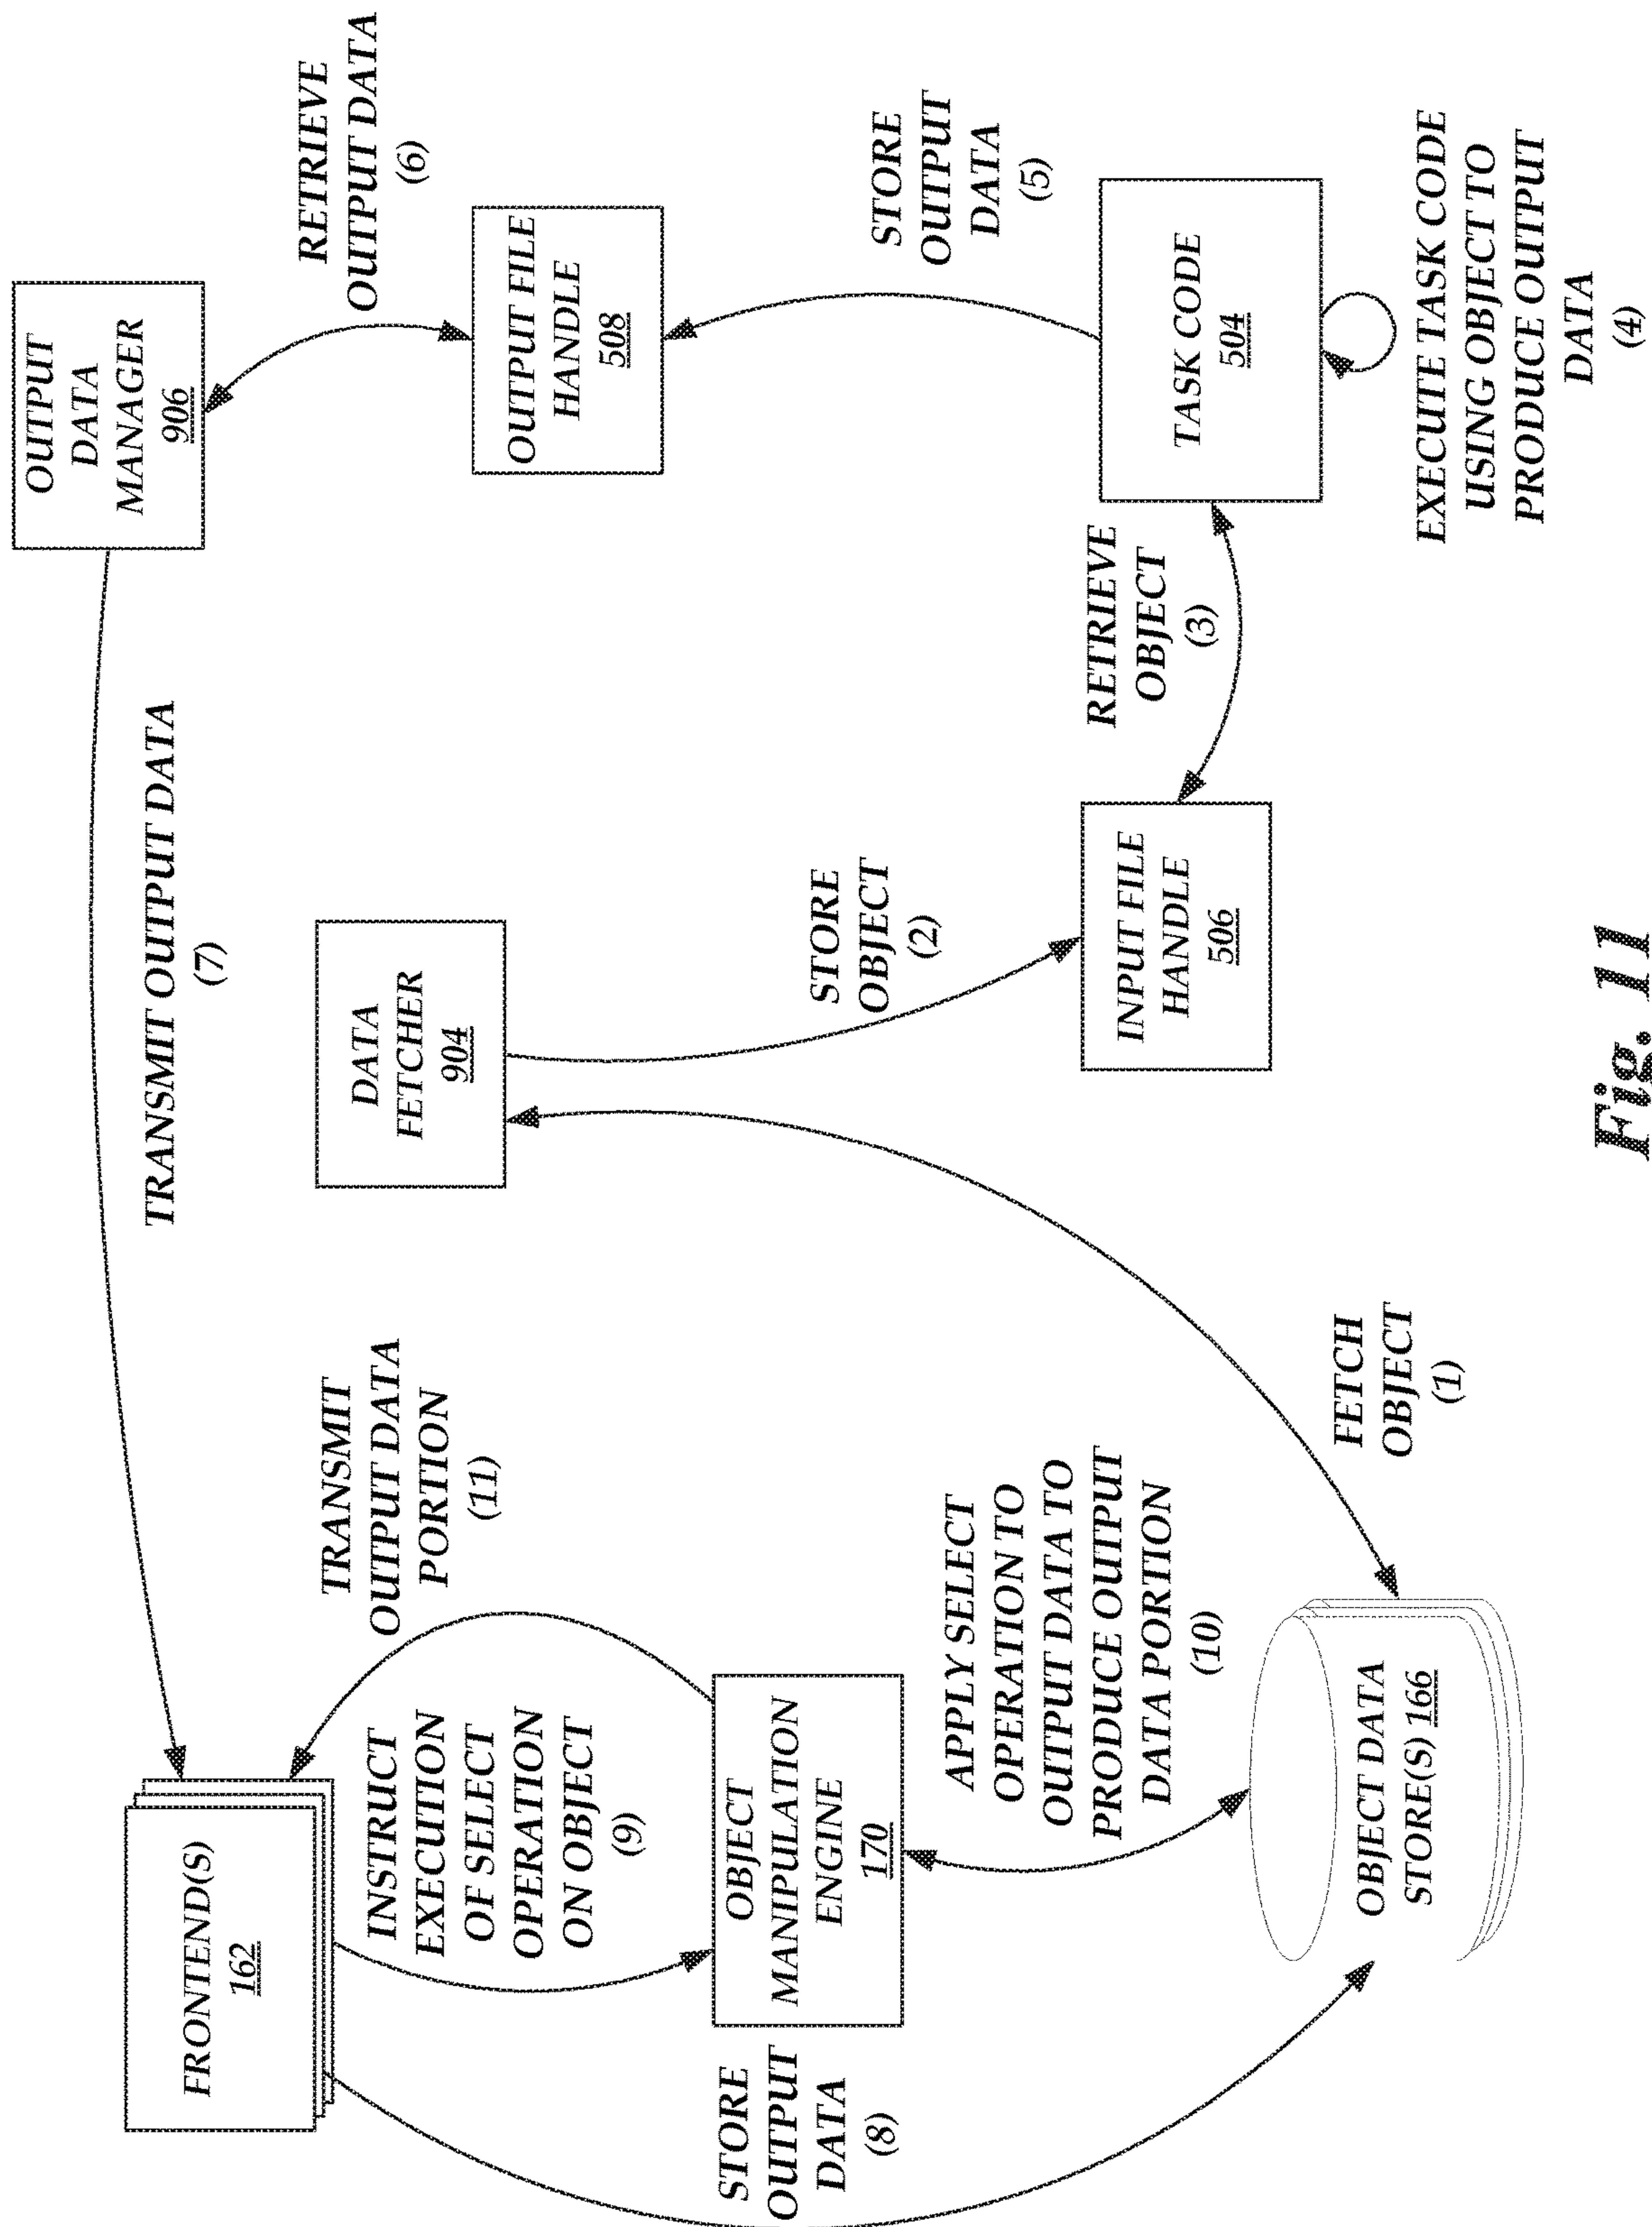 FRONTEND(S)
162
TRANSMIT OUTPUT DATA
(7)
OUTPUT
DATA
MANAGER
906
TRANSMIT
OUTPUT DATA
PORTION
(11)
DATA
FETCHER
904
RETRIEVE
OUTPUT DATA
(6)
INSTRUCT
EXECUTION
OF SELECT
OPERATION
ON OBJECT
(9)
OUTPUT FILE
HANDLE
508
STORE
OUTPUT
DATA
(8)
OBJECT
MANIPULATION
ENGINE
170
STORE
OBJECT
(2)
STORE
OUTPUT
DATA
(5)
APPLY SELECT
OPERATION TO
OUTPUT DATA TO
PRODUCE OUTPUT
DATA PORTION
(10)
INPUT FILE
HANDLE
506
RETRIEVE
OBJECT
(3)
TASK CODE
504
OBJECT DATA
STORE(S) 166
FETCH
OBJECT
(1)
EXECUTE TASK CODE
USING OBJECT TO
PRODUCE OUTPUT
DATA
(4)
Fig. 11